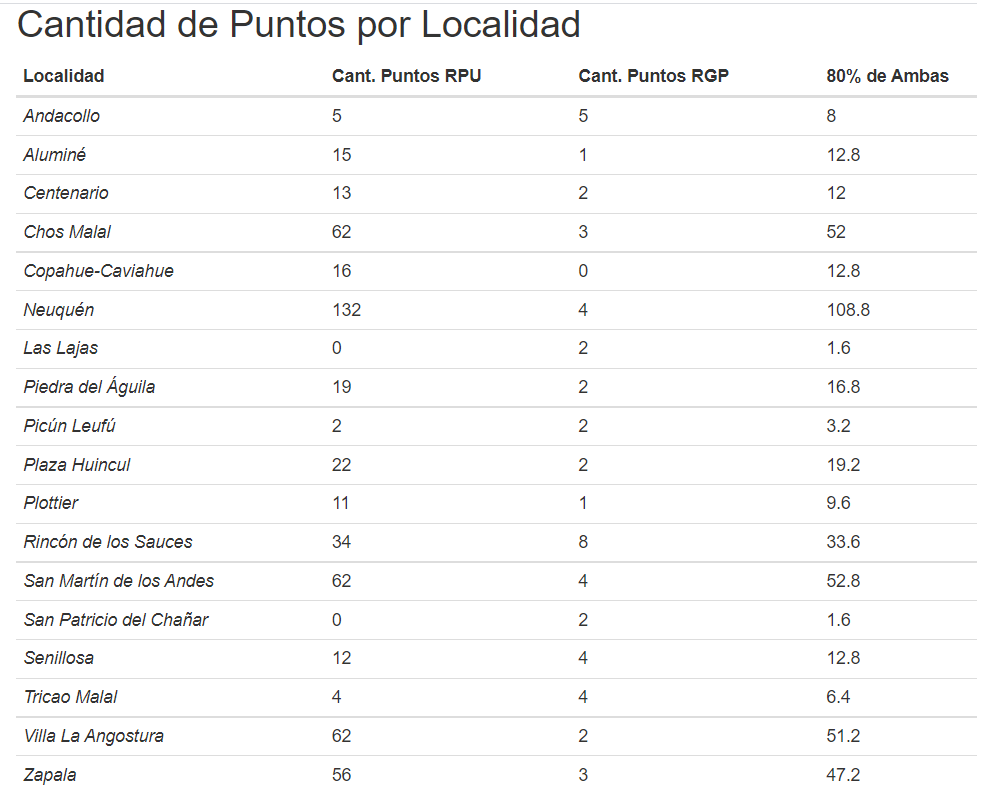 Cantidad de Puntos por Localidad
Localidad Cant. Puntos RPU Cant. Puntos RGP 80% de Ambas
Andacollo 5 5 8
Aluminé 15 1 12.8
Centenario 13 2 12
Chos Malal 62 3 52
Copahue-Caviahue 16 0 12.8
Neuquén 132 4 108.8
Las Lajas 0 2 1.6
Piedra del Águila 19 2 16.8
Picún Leufú 2 2 3.2
Plaza Huincul 22 2 19.2
Plottier 11 1 9.6
Rincón de los Sauces 34 8 33.6
San Martín de los Andes 62 4 52.8
San Patricio del Chañar 0 2 1.6
Senillosa 12 4 12.8
Tricao Malal 4 4 6.4
Villa La Angostura 62 2 51.2
Zapala 56 3 47.2